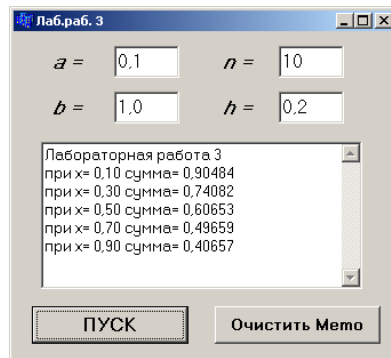 Лаб.раб. 3
a = 0,1 n = 10
b = 1,0 h = 0,2
Лабораторная работа 3
при x= 0,10 сумма= 0,90484
при x= 0,30 сумма= 0,74082
при x= 0,50 сумма= 0,60653
при x= 0,70 сумма= 0,49659
при x= 0,90 сумма= 0,40657
ПУСК Очистить Memo